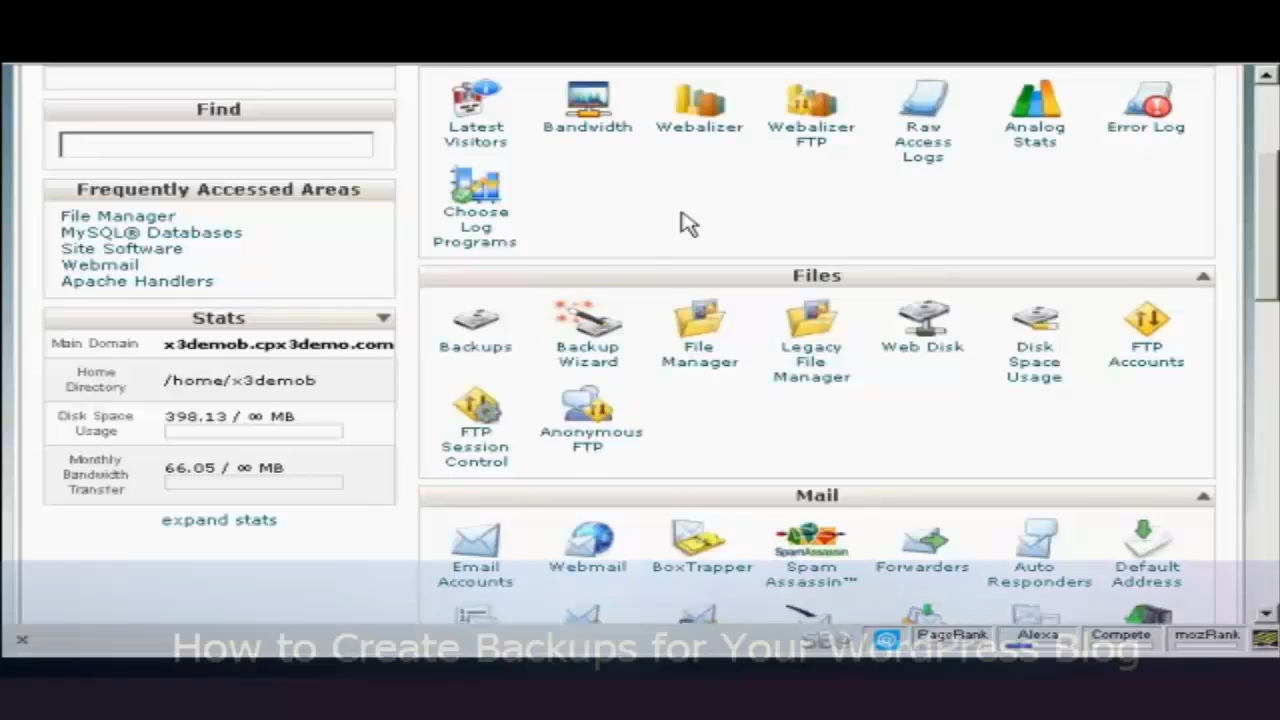 Find
Frequently Accessed Areas
File Manager
MySQL® Databases
Site Software
Webmail
Apache Handlers
Stats
Main Domain x3demob.cpx3demo.com
Home
Directory
/home/x3demob
Disk Space
Usage
398.13 / ∞ MB
Monthly
Bandwidth
Transfer
66.05 / ∞ MB
expand stats
Latest
Visitors
Bandwidth
Webalizer
Webalizer
FTP
Raw
Access
Logs
Analog
Stats
Error Log
Choose
Log
Programs
Files
Backups
Backup
Wizard
File
Manager
Legacy
File
Manager
Web Disk
Disk
Space
Usage
FTP
Accounts
FTP
Session
Control
Anonymous
FTP
Mail
Email
Accounts
Webmail
BoxTrapper
SpamAssassin
Spam
Assassin™
Forwarders
Auto
Responders
Default
Address
PageRank Alexa Compete mozRank
How to Create Backups for Your WordPress Blog